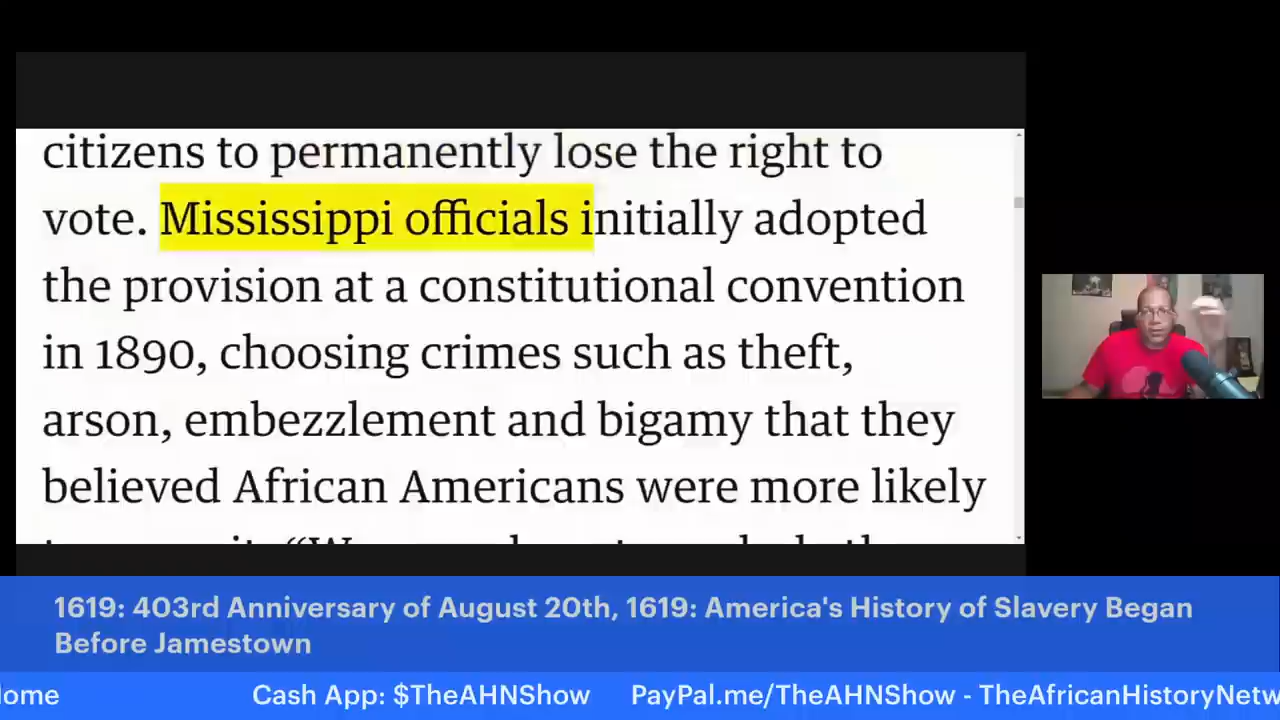 citizens to permanently lose the right to
vote. Mississippi officials initially adopted
the provision at a constitutional convention
in 1890, choosing crimes such as theft,
arson, embezzlement and bigamy that they
believed African Americans were more likely
1619: 403rd Anniversary of August 20th, 1619: America's History of Slavery Began
Before Jamestown
Cash App: $TheAHNShow PayPal.me/TheAHNShow - TheAfricanHistoryNetw